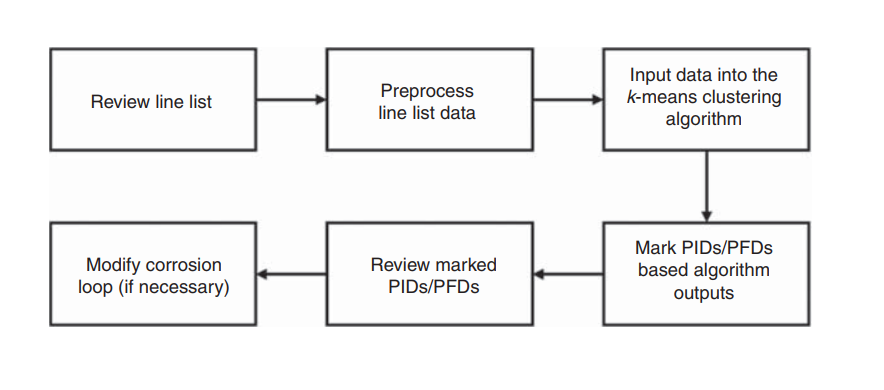 Review line list
Preprocess
line list data
Input data into the
k-means clustering
algorithm
Mark PIDs/PFDs
based algorithm
outputs
Review marked
PIDs/PFDs
Modify corrosion
loop (if necessary)